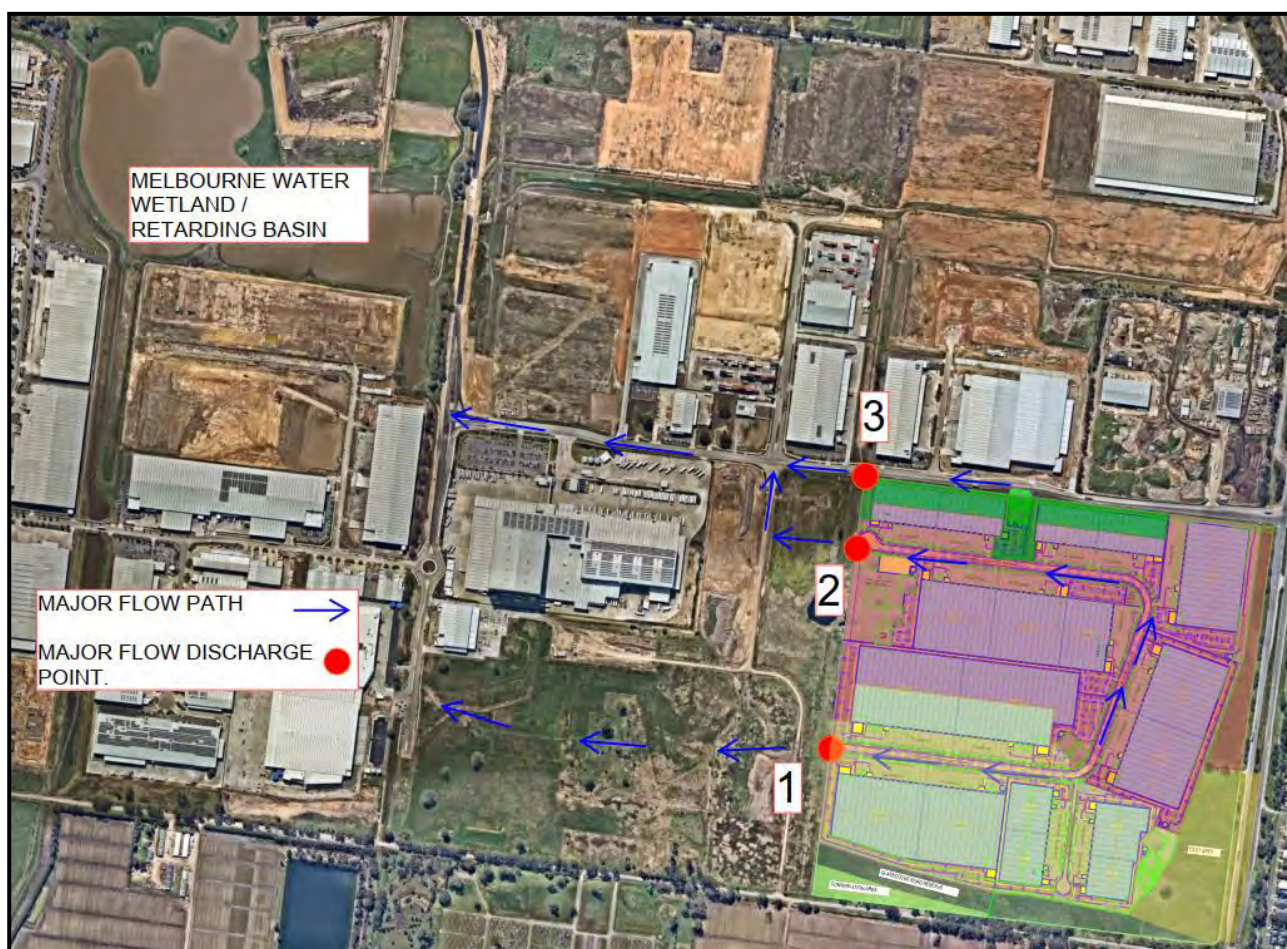 MELBOURNE WATER
WETLAND /
RETARDING BASIN
3
2
MAJOR FLOW PATH
MAJOR FLOW DISCHARGE
POINT.
1